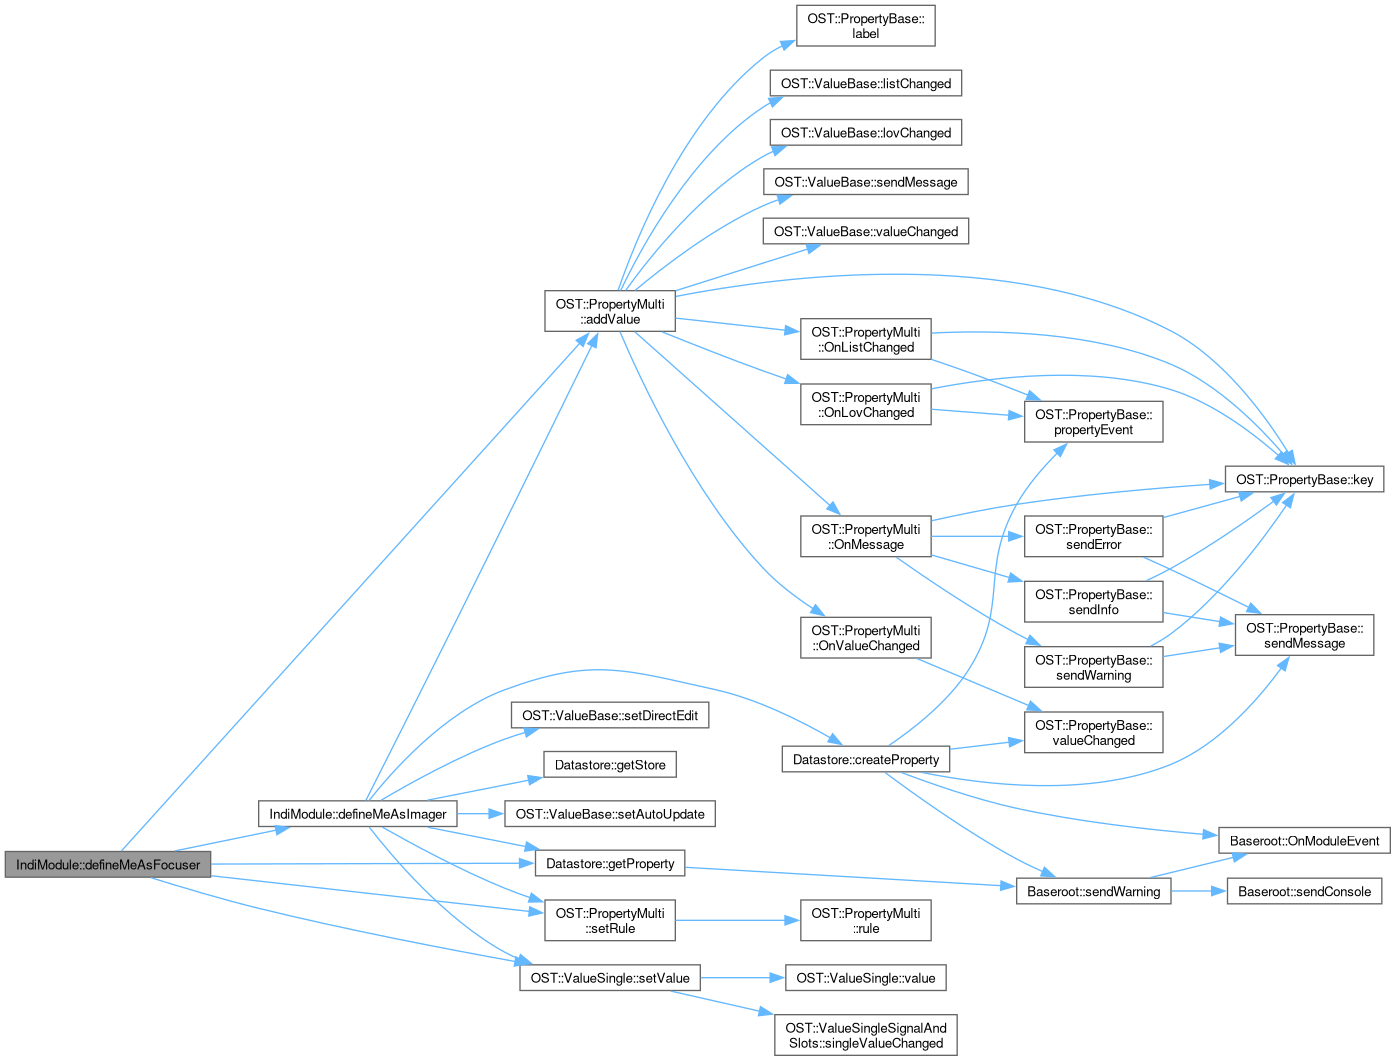 OST::PropertyBase::
label
OST::ValueBase::listChanged
OST::ValueBase::lovChanged
OST::ValueBase::sendMessage
OST::ValueBase::valueChanged
OST::PropertyMulti
::addValue
OST::PropertyMulti
::OnListChanged
OST::PropertyMulti
::OnLovChanged
OST::PropertyBase::
propertyEvent
OST::PropertyBase::key
OST::PropertyMulti
::OnMessage
OST::PropertyBase::
sendError
OST::PropertyBase::
sendInfo
OST::PropertyBase::
sendMessage
OST::PropertyMulti
::OnValueChanged
OST::PropertyBase::
sendWarning
OST::ValueBase::setDirectEdit
OST::PropertyBase::
valueChanged
Datastore::createProperty
Datastore::getStore
IndiModule::defineMeAsImager
OST::ValueBase::setAutoUpdate
Baseroot::OnModuleEvent
IndiModule::defineMeAsFocuser
Datastore::getProperty
Baseroot::sendWarning
Baseroot::sendConsole
OST::PropertyMulti
::setRule
OST::PropertyMulti
::rule
OST::ValueSingle::setValue
OST::ValueSingle::value
OST::ValueSingleSignalAnd
Slots::singleValueChanged